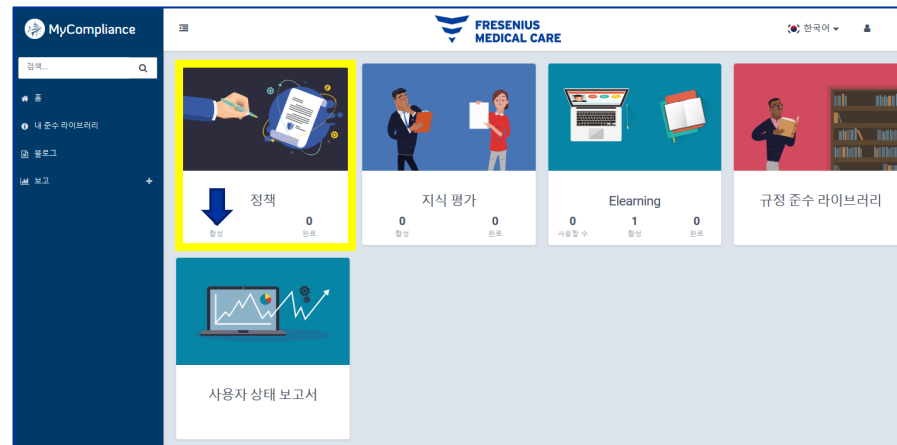 MyCompliance
FRESENIUS
MEDICAL CARE
한국어
검색...
홈
내 준수 라이브러리
블로그
보고
정책
0
활성 완료
지식 평가
0 0
활성 완료
Elearning
0 1 0
사용할 수 활성 완료
규정 준수 라이브러리
사용자 상태 보고서